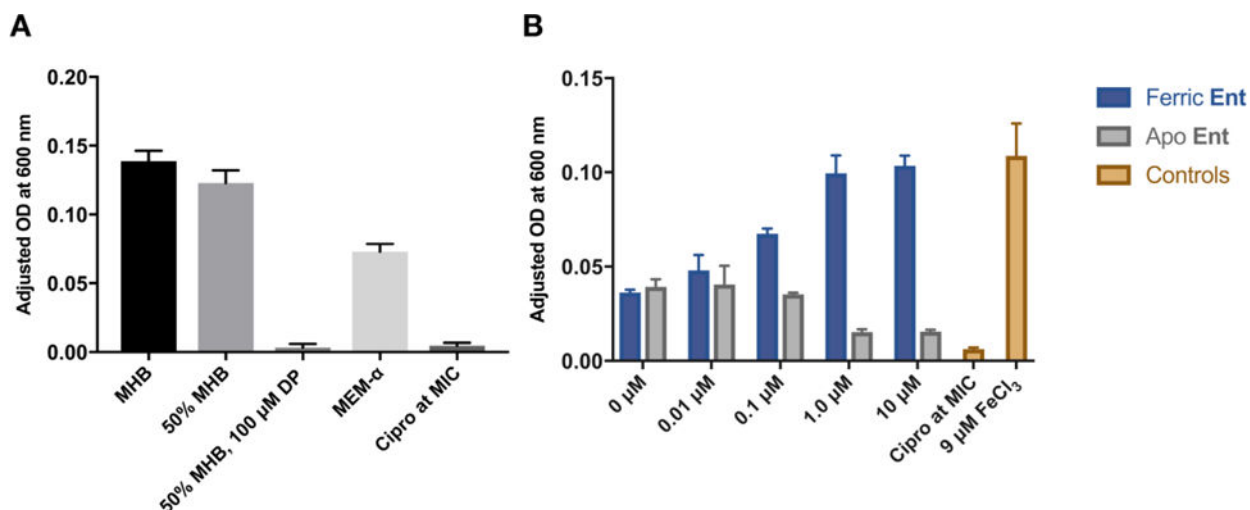 A
Adjusted OD at 600 nm
0.20
0.15
0.10
0.05
0.00
MHB
50% MHB
50% MHB, 100 μM DP
MEM-α
Cipro at MIC
B
Adjusted OD at 600 nm
0.15
0.10
0.05
0.00
0 μM
0.01 μM
0.1 μM
1.0 μM
10 μM
Cipro at MIC
9 μM FeCl₃
Ferric Ent
Apo Ent
Controls